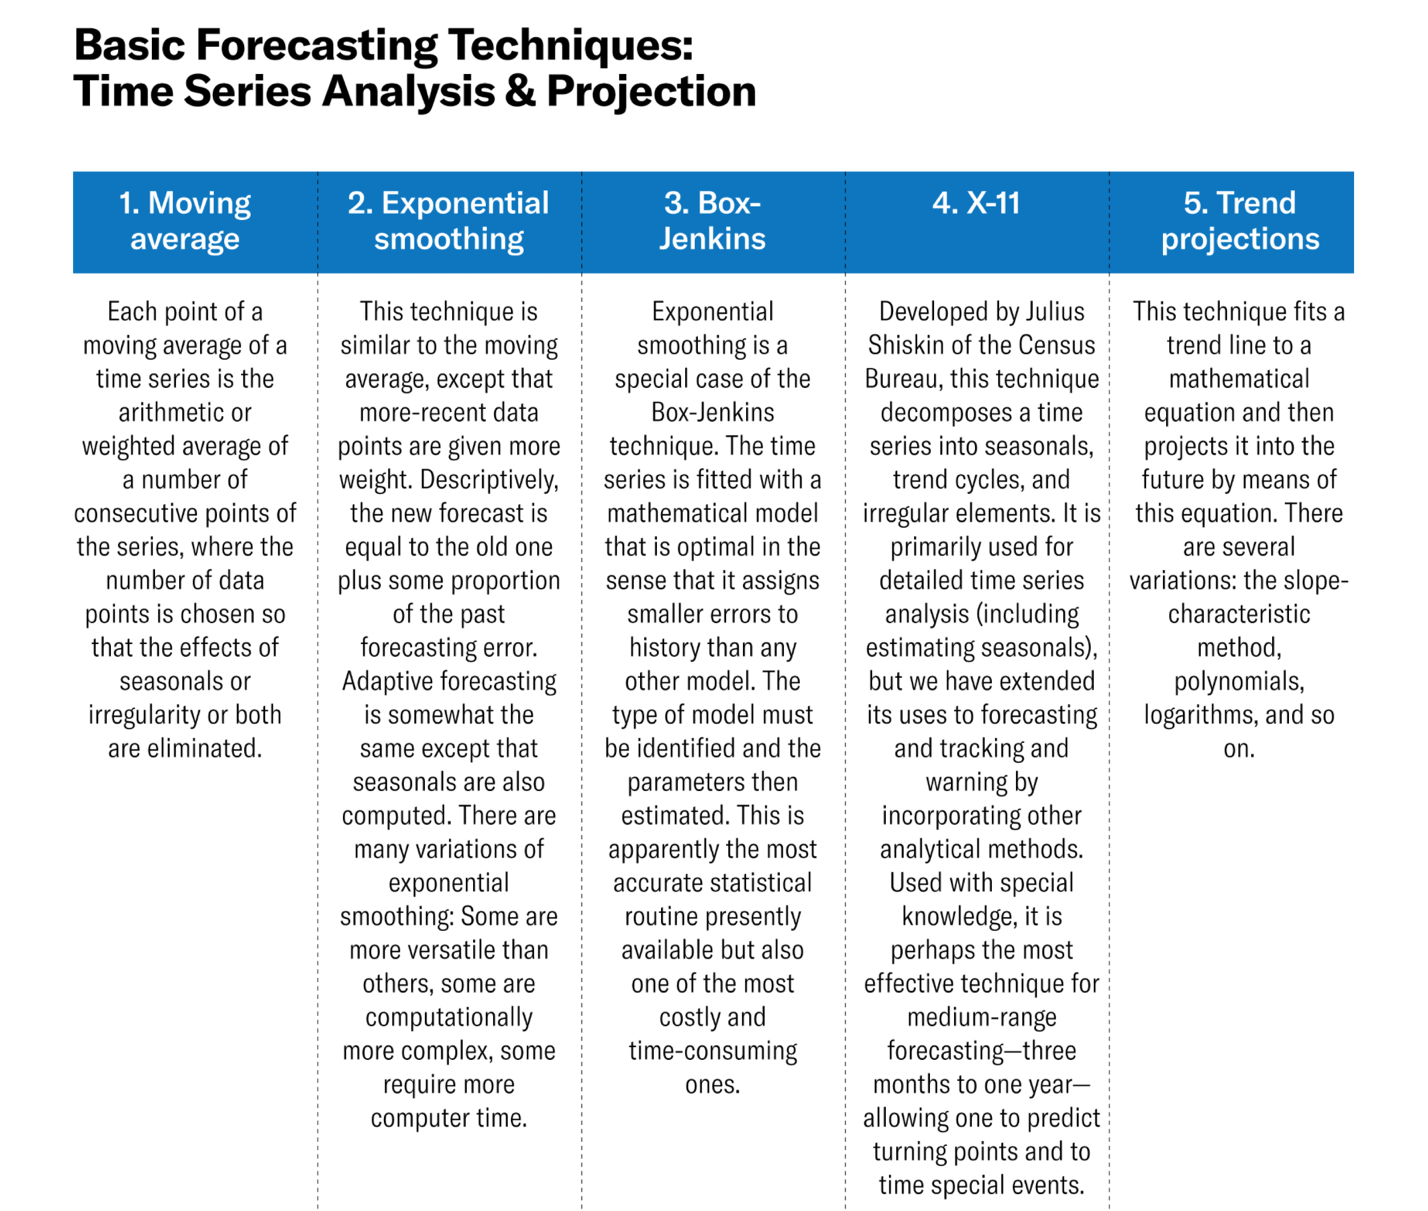 Basic Forecasting Techniques:
Time Series Analysis & Projection
1. Moving
average
Each point of a
moving average of a
time series is the
arithmetic or
weighted average of
a number of
consecutive points of
the series, where the
number of data
points is chosen so
that the effects of
seasonals or
irregularity or both
are eliminated.
2. Exponential
smoothing
This technique is
similar to the moving
average, except that
more-recent data
points are given more
weight. Descriptively,
the new forecast is
equal to the old one
plus some proportion
of the past
forecasting error.
Adaptive forecasting
is somewhat the
same except that
seasonals are also
computed. There are
many variations of
exponential
smoothing: Some are
more versatile than
others, some are
computationally
more complex, some
require more
computer time.
3. Box-
Jenkins
Exponential
smoothing is a
special case of the
Box-Jenkins
technique. The time
series is fitted with a
mathematical model
that is optimal in the
sense that it assigns
smaller errors to
history than any
other model. The
type of model must
be identified and the
parameters then
estimated. This is
apparently the most
accurate statistical
routine presently
available but also
one of the most
costly and
time-consuming
ones.
4. X-11
Developed by Julius
Shiskin of the Census
Bureau, this technique
decomposes a time
series into seasonals,
trend cycles, and
irregular elements. It is
primarily used for
detailed time series
analysis (including
estimating seasonals),
but we have extended
its uses to forecasting
and tracking and
warning by
incorporating other
analytical methods.
Used with special
knowledge, it is
perhaps the most
effective technique for
medium-range
forecasting—three
months to one year—
allowing one to predict
turning points and to
time special events.
5. Trend
projections
This technique fits a
trend line to a
mathematical
equation and then
projects it into the
future by means of
this equation. There
are several
variations: the slope-
characteristic
method,
polynomials,
logarithms, and so
on.